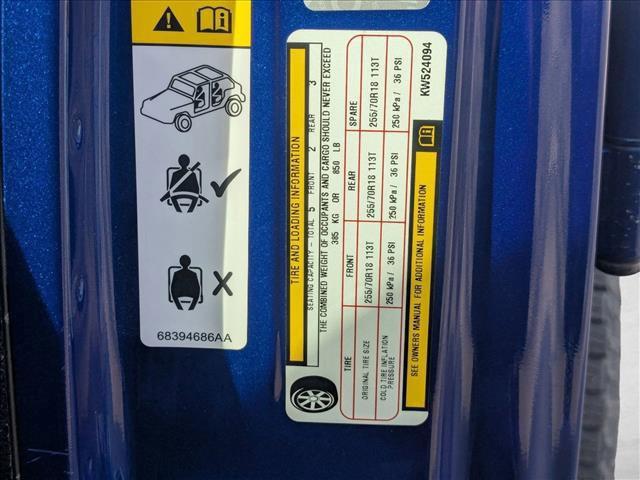 68394686AA
TIRE AND LOADING INFORMATION
SEATING CAPACITY - TOTAL 5 FRONT 2 REAR 3
THE COMBINED WEIGHT OF OCCUPANTS AND CARGO SHOULD NEVER EXCEED
385 KG OR 850 LB
TIRE FRONT REAR SPARE
ORIGINAL TIRE SIZE 255/70R18 113T 255/70R18 113T 255/70R18 113T
COLD TIRE INFLATION PRESSURE 250 kPa / 36 PSI 250 kPa / 36 PSI 250 kPa / 36 PSI
SEE OWNERS MANUAL FOR ADDITIONAL INFORMATION
KW524094